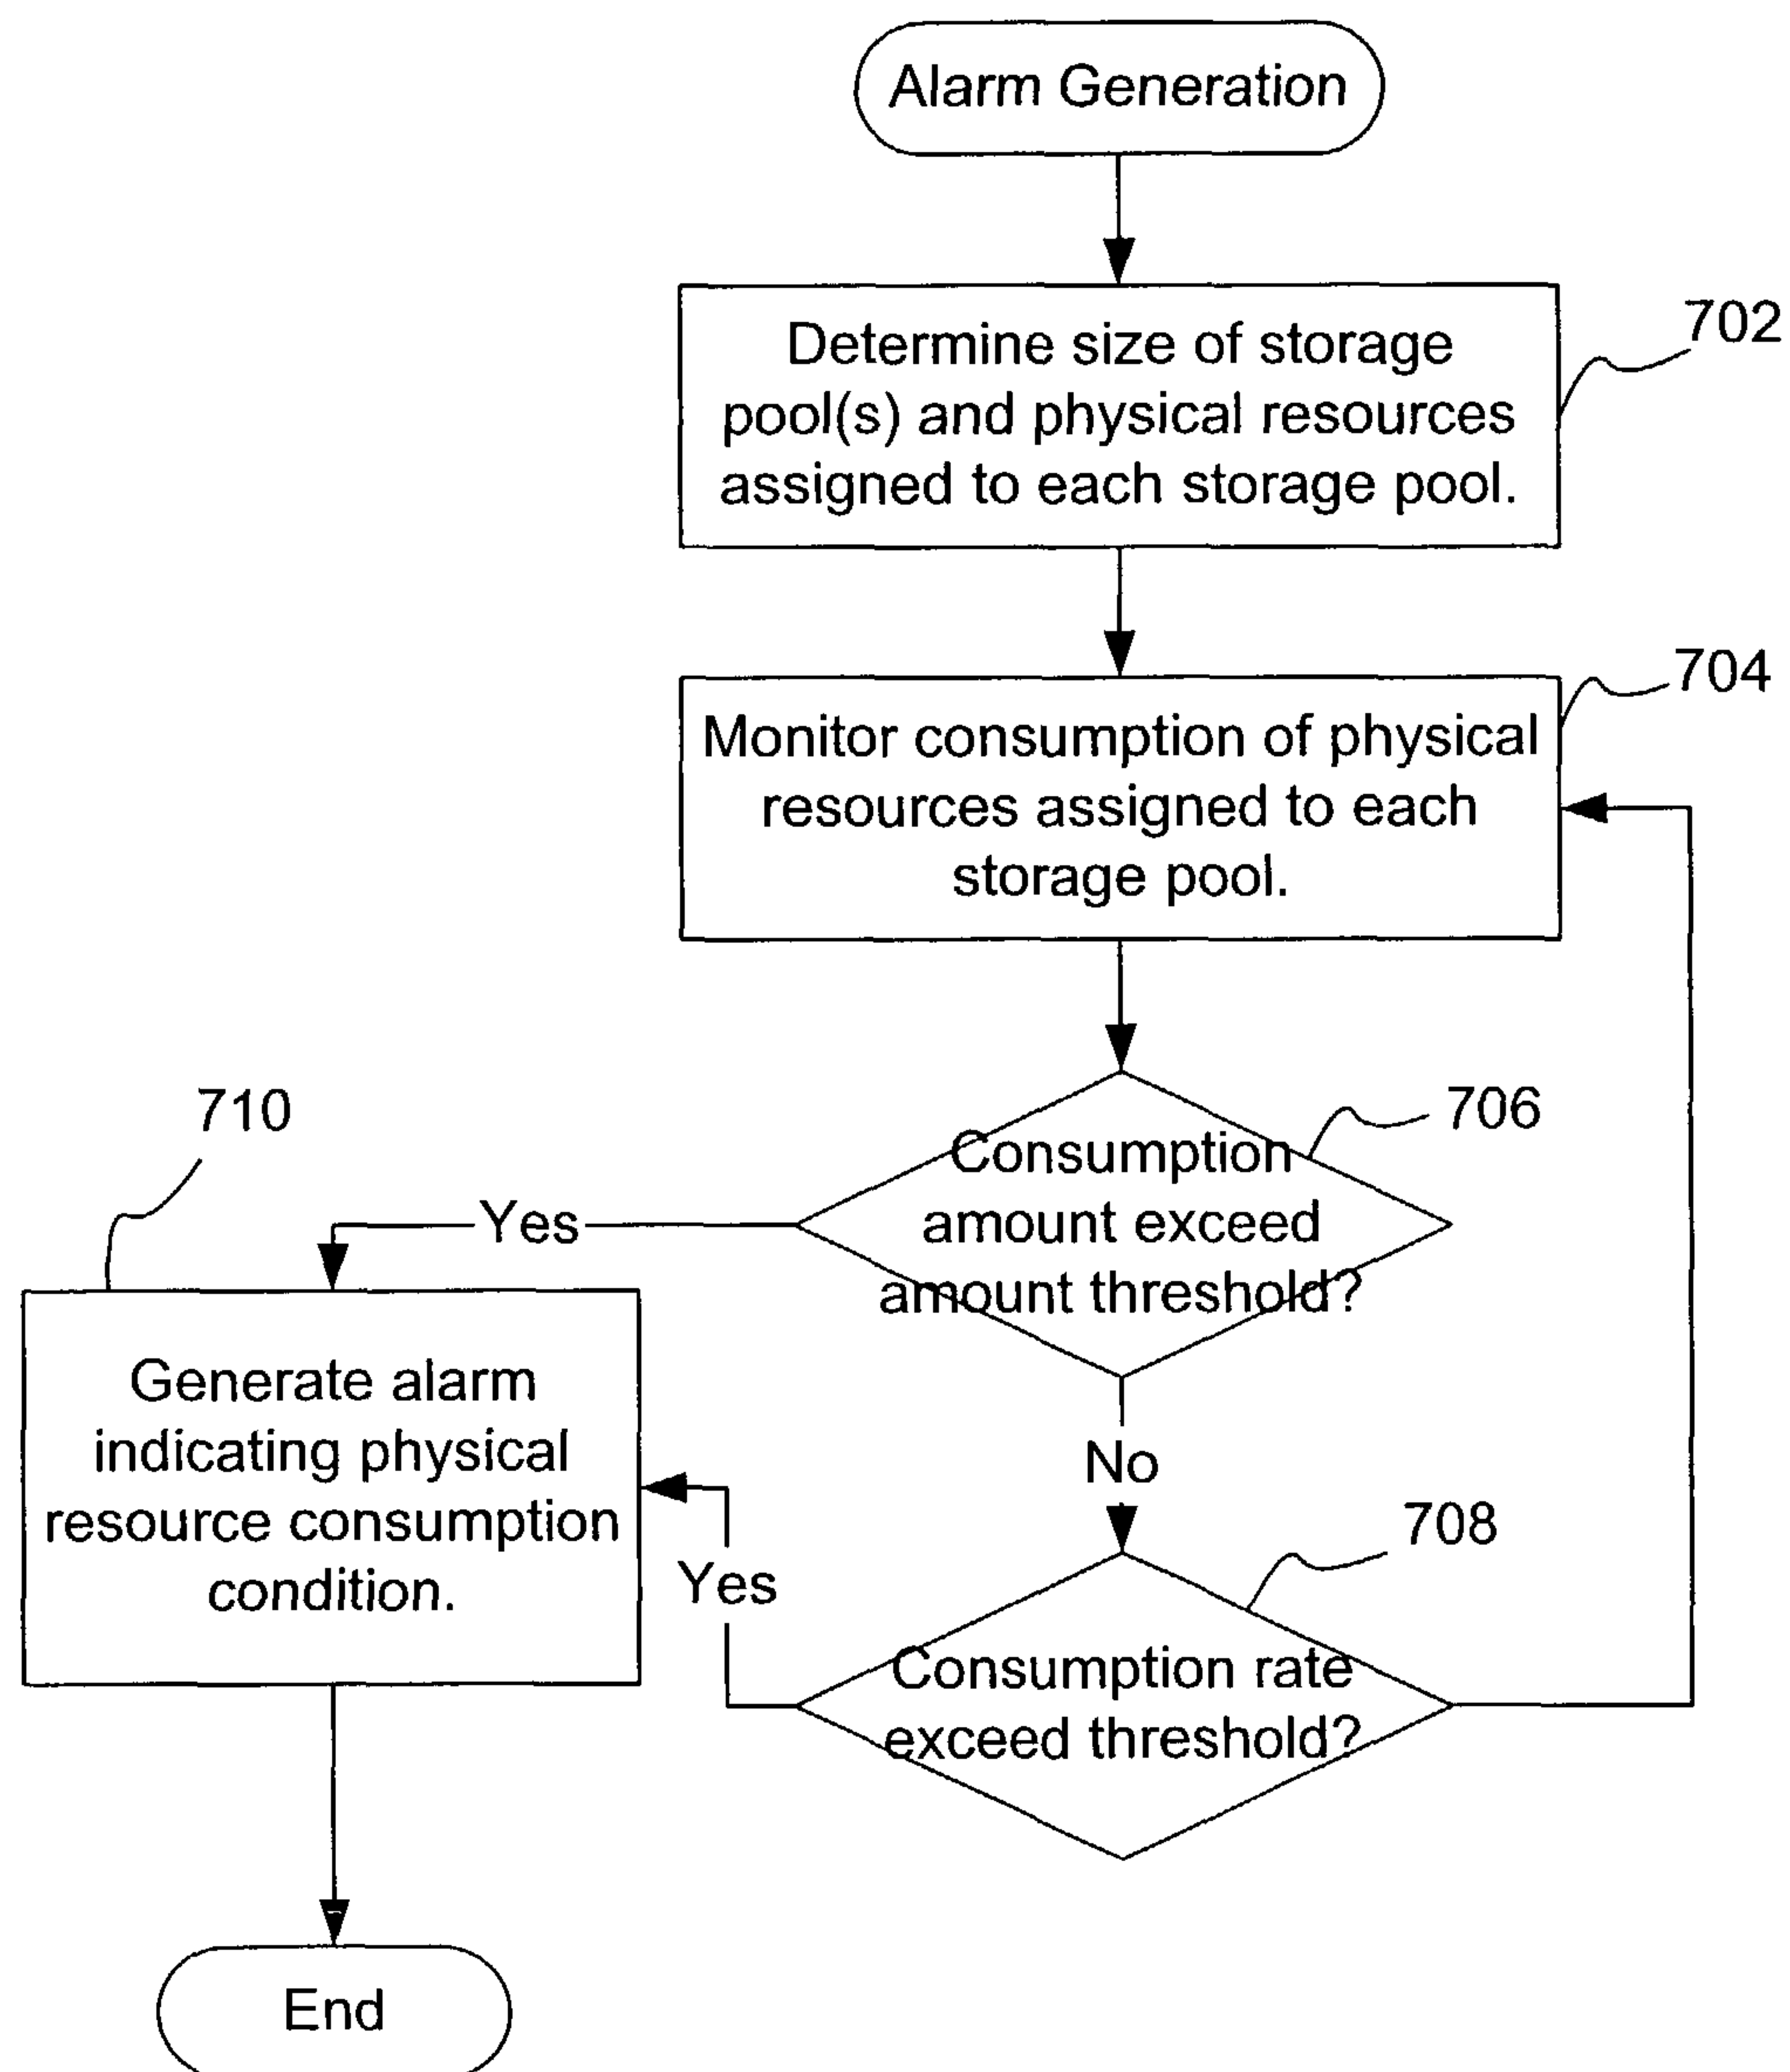 Alarm Generation
702
Determine size of storage
pool(s) and physical resources
assigned to each storage pool.
704
Monitor consumption of physical
resources assigned to each
storage pool.
706
Consumption
amount exceed
amount threshold?
Yes
710
Generate alarm
indicating physical
resource consumption
condition.
No
708
Consumption rate
exceed threshold?
Yes
End